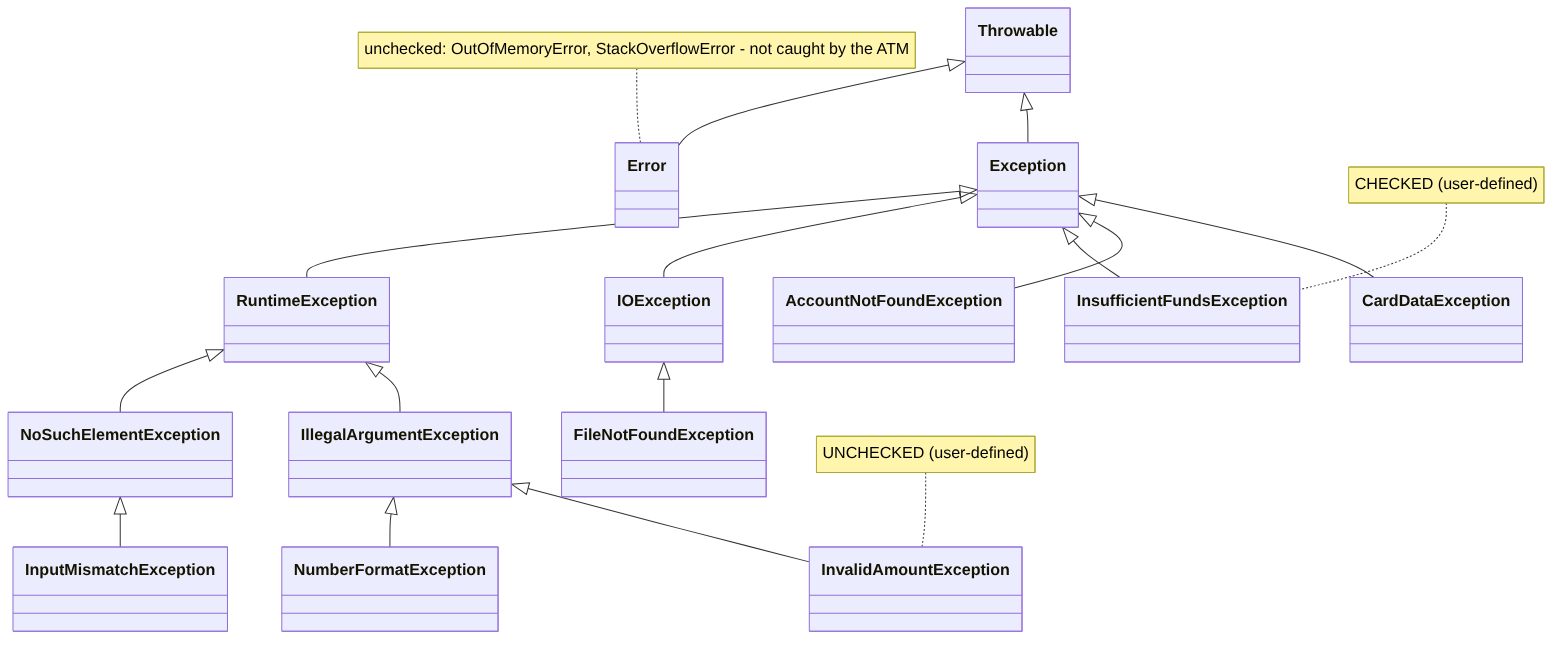 Throwable
unchecked: OutOfMemoryError, StackOverflowError - not caught by the ATM
Error
Exception
CHECKED (user-defined)
RuntimeException
IOException
AccountNotFoundException
InsufficientFundsException
CardDataException
NoSuchElementException
IllegalArgumentException
FileNotFoundException
UNCHECKED (user-defined)
InputMismatchException
NumberFormatException
InvalidAmountException